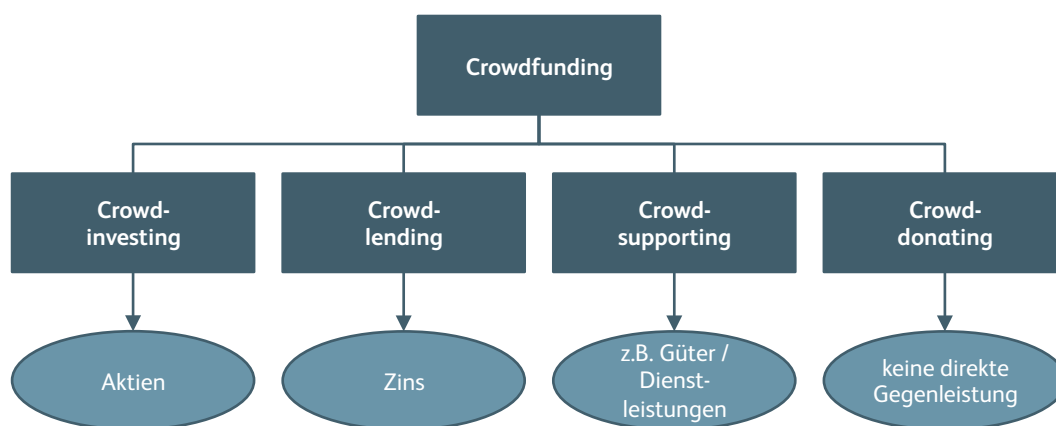 Crowdfunding
Crowd-
investing
Crowd-
lending
Crowd-
supporting
Crowd-
donating
Aktien
Zins
z.B. Güter /
Dienst-
leistungen
keine direkte
Gegenleistung